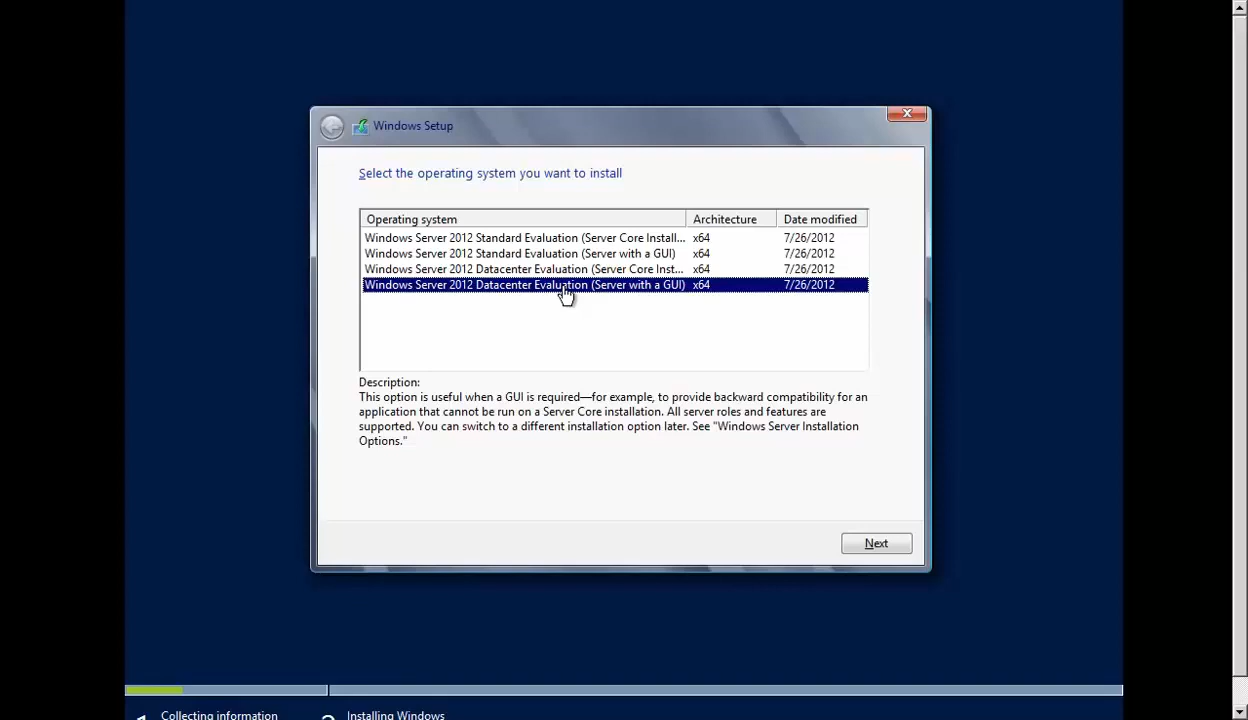 Windows Setup
Select the operating system you want to install
Operating system Architecture Date modified
Windows Server 2012 Standard Evaluation (Server Core Install... x64 7/26/2012
Windows Server 2012 Standard Evaluation (Server with a GUI) x64 7/26/2012
Windows Server 2012 Datacenter Evaluation (Server Core Inst... x64 7/26/2012
Windows Server 2012 Datacenter Evaluation (Server with a GUI) x64 7/26/2012
Description:
This option is useful when a GUI is required—for example, to provide backward compatibility for an
application that cannot be run on a Server Core installation. All server roles and features are
supported. You can switch to a different installation option later. See "Windows Server Installation
Options."
Next
1 Collecting information 2 Installing Windows